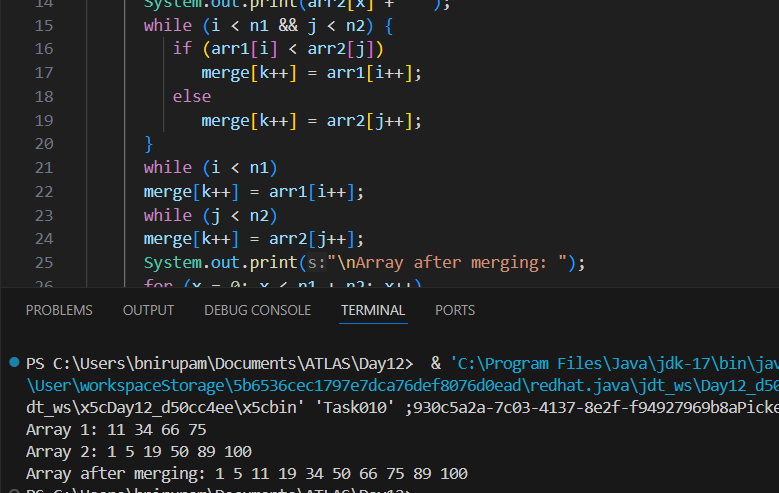 14 System.out.print(arr2[x] + " ");
15 while (i < n1 && j < n2) {
16 if (arr1[i] < arr2[j])
17 merge[k++] = arr1[i++];
18 else
19 merge[k++] = arr2[j++];
20 }
21 while (i < n1)
22 merge[k++] = arr1[i++];
23 while (j < n2)
24 merge[k++] = arr2[j++];
25 System.out.print(s:"\nArray after merging: ");
26 for (x = 0; x < n1 + n2; x++)
PROBLEMS OUTPUT DEBUG CONSOLE TERMINAL PORTS
PS C:\Users\bnirupam\Documents\ATLAS\Day12> & 'C:\Program Files\Java\jdk-17\bin\jav
\User\workspaceStorage\5b6536cec1797e7dca76def8076d0ead\redhat.java\jdt_ws\Day12_d50
dt_ws\x5cDay12_d50cc4ee\x5cbin' 'Task010' ;930c5a2a-7c03-4137-8e2f-f94927969b8aPicke
Array 1: 11 34 66 75
Array 2: 1 5 19 50 89 100
Array after merging: 1 5 11 19 34 50 66 75 89 100
PS C:\Users\bnirupam\Documents\ATLAS\Day12>